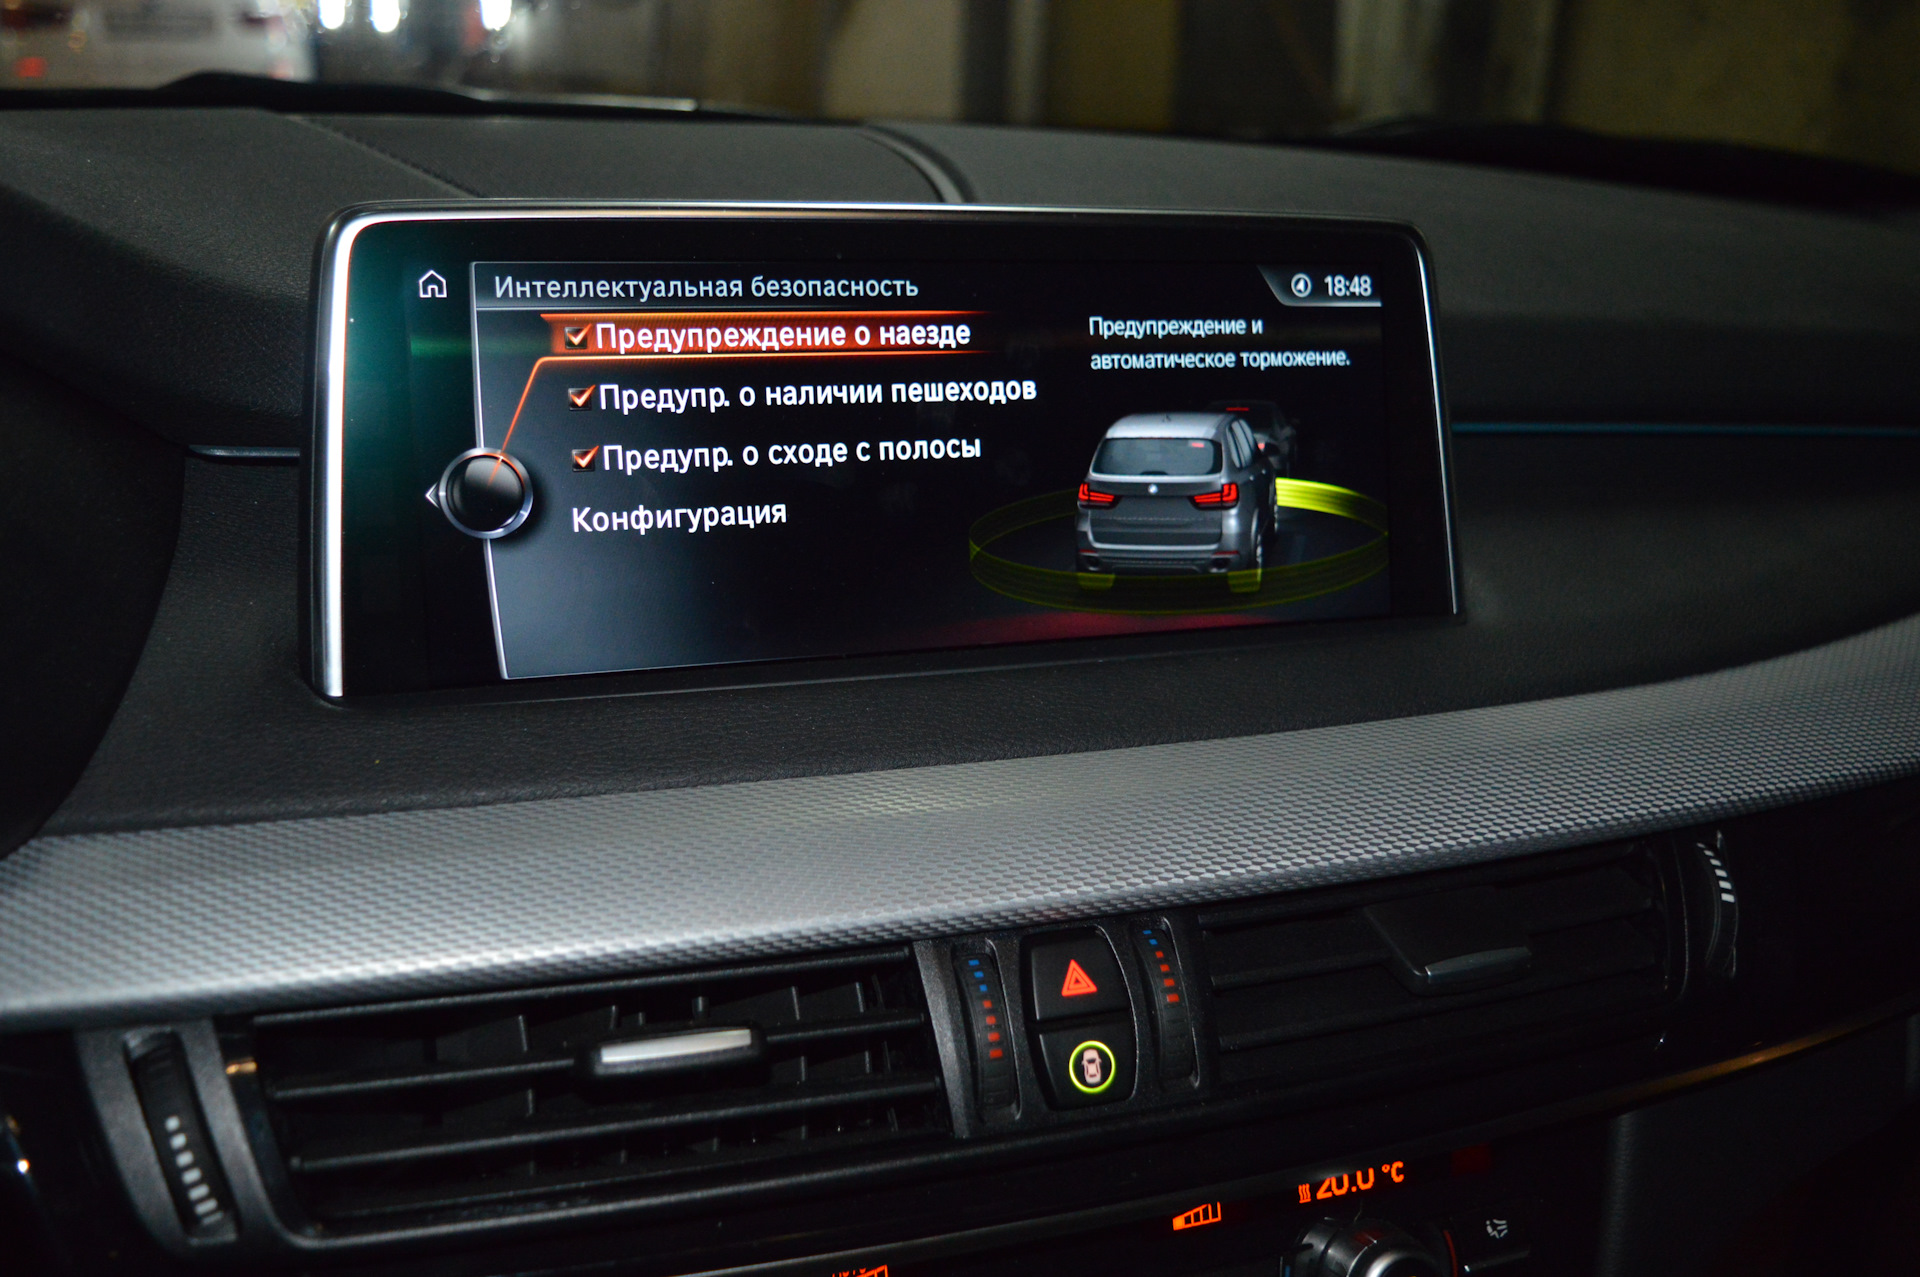 Интеллектуальная безопасность
18:48
Предупреждение о наезде
Предупр. о наличии пешеходов
Предупр. о сходе с полосы
Конфигурация
Предупреждение и
автоматическое торможение.
20.0 °C